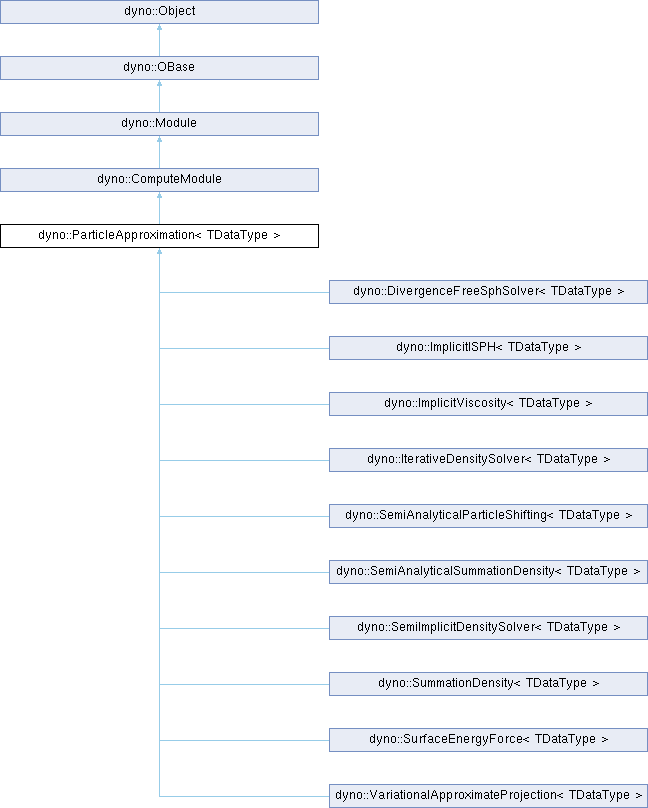 dyno::Object
dyno::OBase
dyno::Module
dyno::ComputeModule
dyno::ParticleApproximation< TDataType >
dyno::DivergenceFreeSphSolver< TDataType >
dyno::ImplicitISPH< TDataType >
dyno::ImplicitViscosity< TDataType >
dyno::IterativeDensitySolver< TDataType >
dyno::SemiAnalyticalParticleShifting< TDataType >
dyno::SemiAnalyticalSummationDensity< TDataType >
dyno::SemiImplicitDensitySolver< TDataType >
dyno::SummationDensity< TDataType >
dyno::SurfaceEnergyForce< TDataType >
dyno::VariationalApproximateProjection< TDataType >